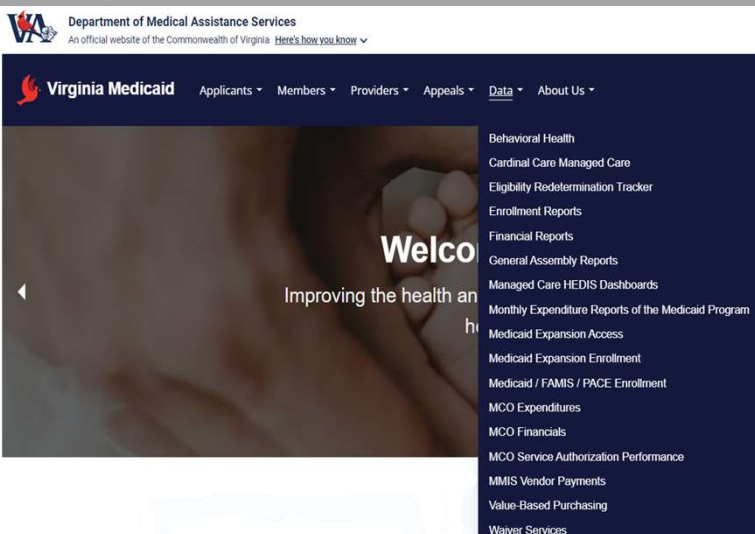 VA
Department of Medical Assistance Services
An official website of the Commonwealth of Virginia Here's how you know
Virginia Medicaid Applicants Members Providers Appeals Data About Us
Behavioral Health
Cardinal Care Managed Care
Eligibility Redetermination Tracker
Enrollment Reports
Financial Reports
General Assembly Reports
Managed Care HEDIS Dashboards
Monthly Expenditure Reports of the Medicaid Program
Medicaid Expansion Access
Medicaid Expansion Enrollment
Medicaid / FAMIS / PACE Enrollment
MCO Expenditures
MCO Financials
MCO Service Authorization Performance
MMIS Vendor Payments
Value-Based Purchasing
Waiver Services
Welco
Improving the health an
he